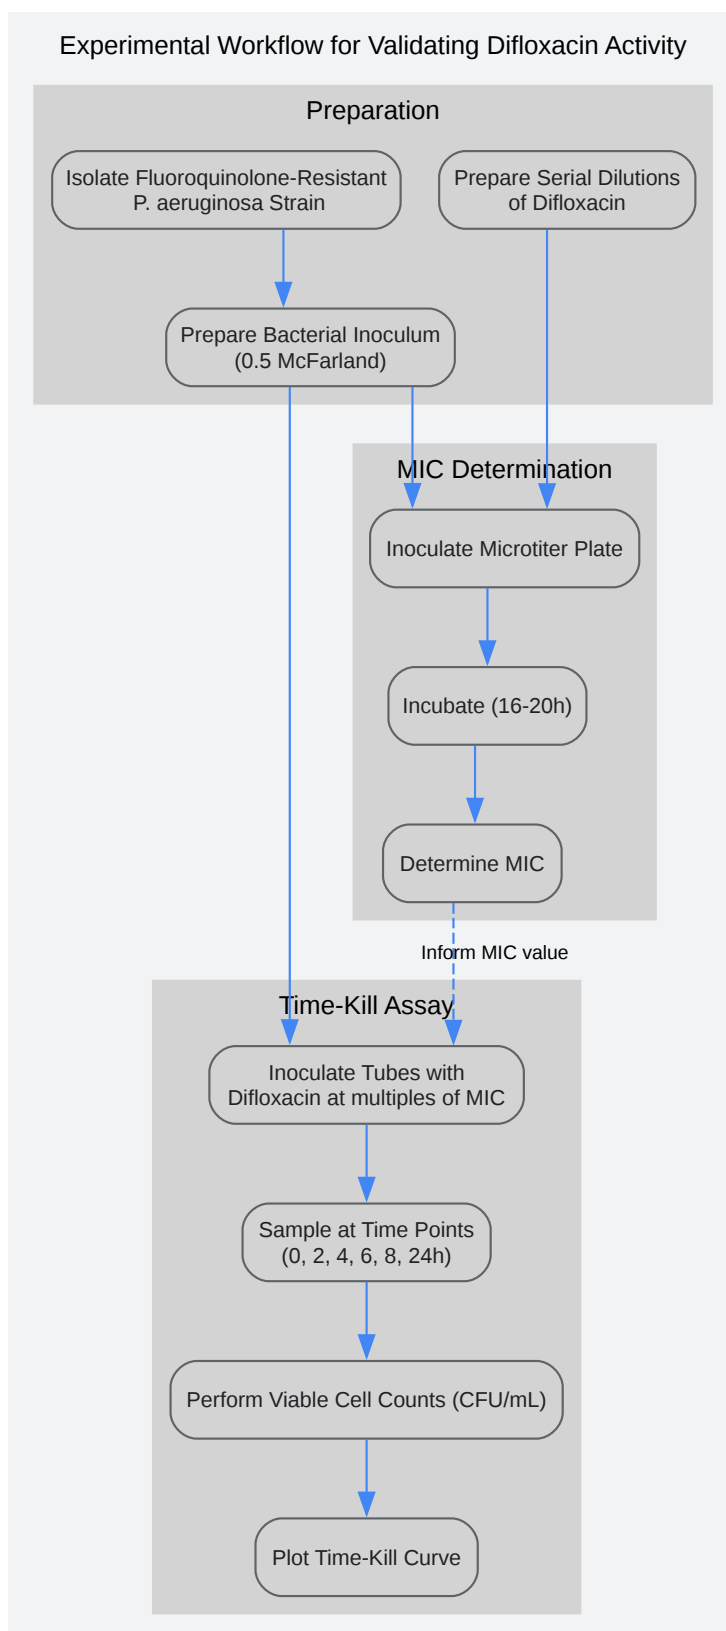 Experimental Workflow for Validating Difloxacin Activity
Preparation
Isolate Fluoroquinolone-Resistant
P. aeruginosa Strain
Prepare Serial Dilutions
of Difloxacin
Prepare Bacterial Inoculum
(0.5 McFarland)
MIC Determination
Inoculate Microtiter Plate
Incubate (16-20h)
Determine MIC
Inform MIC value
Time-Kill Assay
Inoculate Tubes with
Difloxacin at multiples of MIC
Sample at Time Points
(0, 2, 4, 6, 8, 24h)
Perform Viable Cell Counts (CFU/mL)
Plot Time-Kill Curve